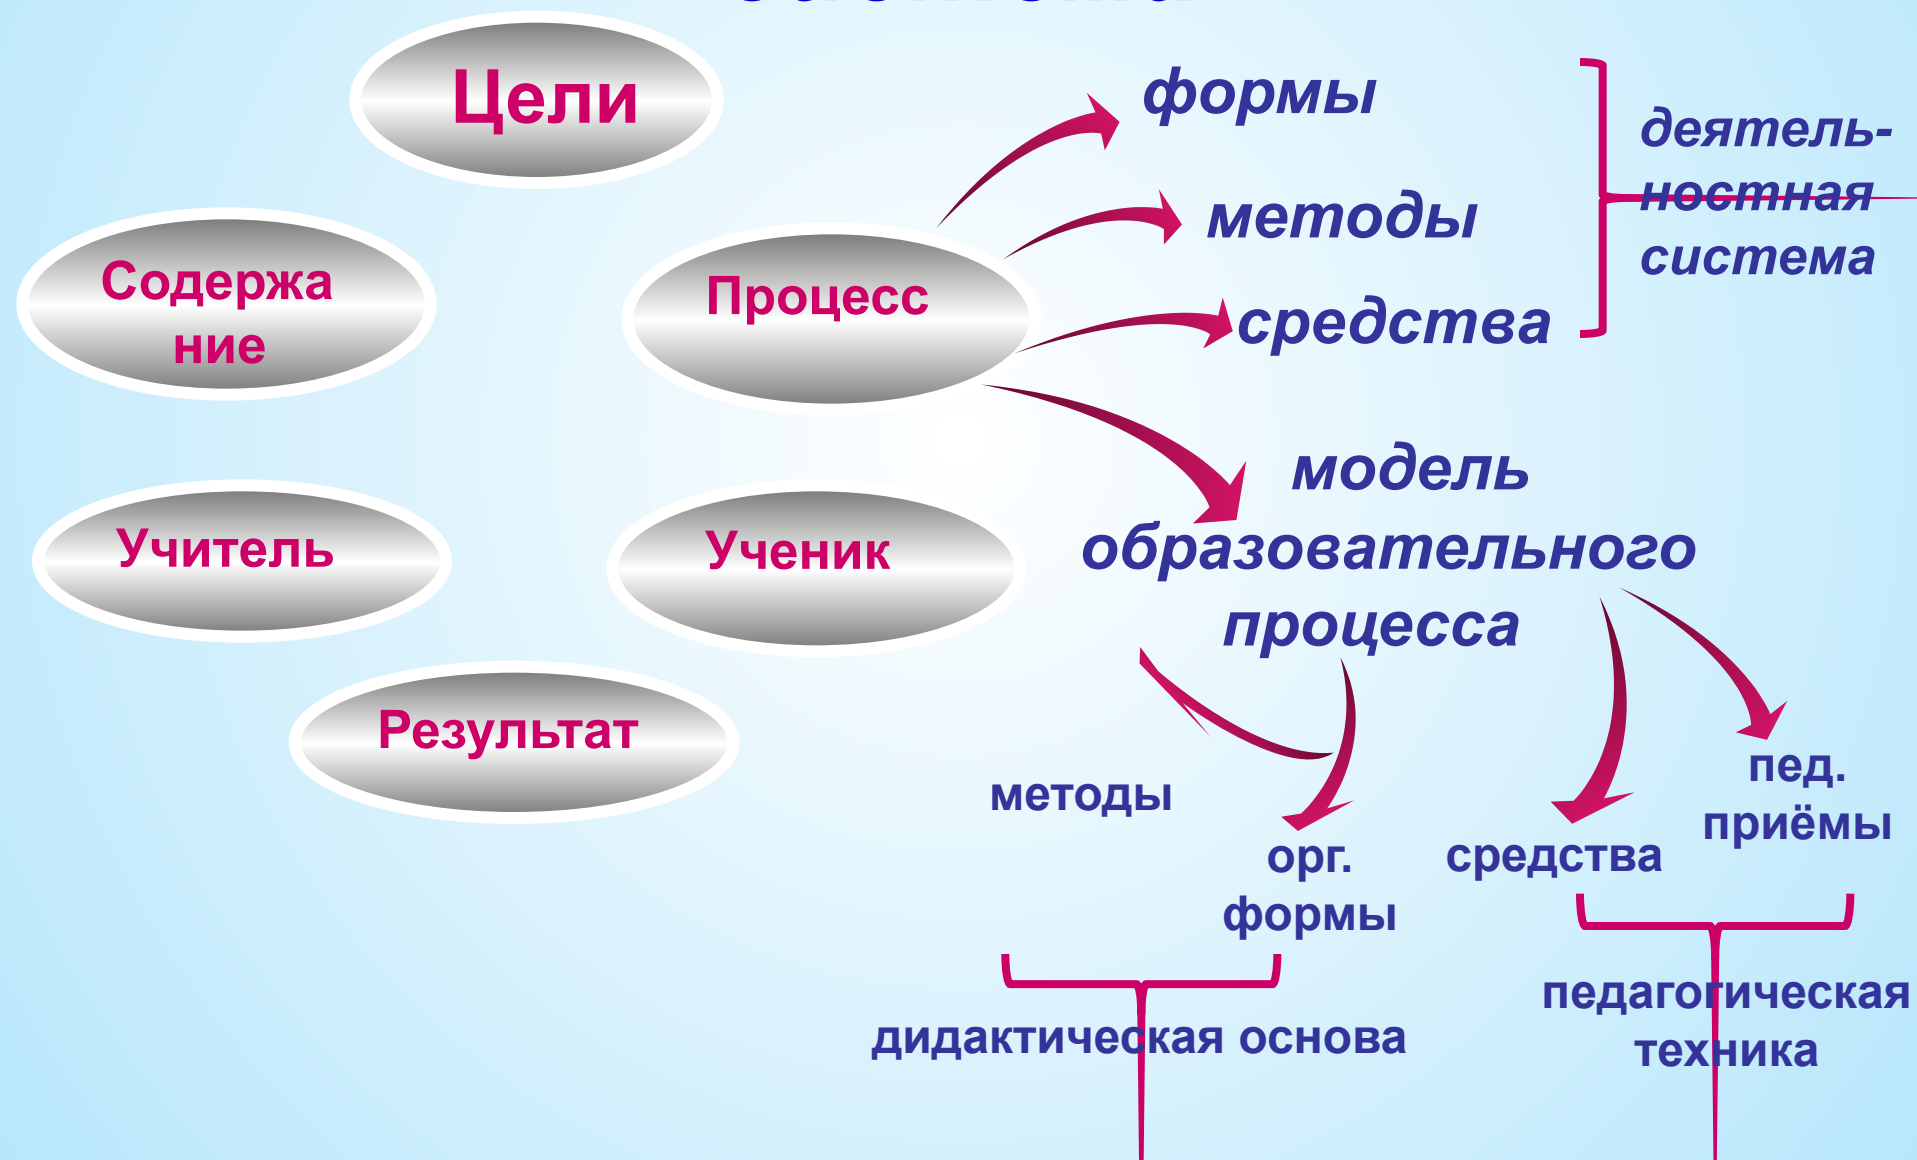 Цели
Содержа
ние
Процесс
Учитель
Ученик
Результат
формы
методы
средства
деятель-
ностная
система
модель
образовательного
процесса
методы
орг.
формы
средства
пед.
приёмы
дидактическая основа
педагогическая
техника